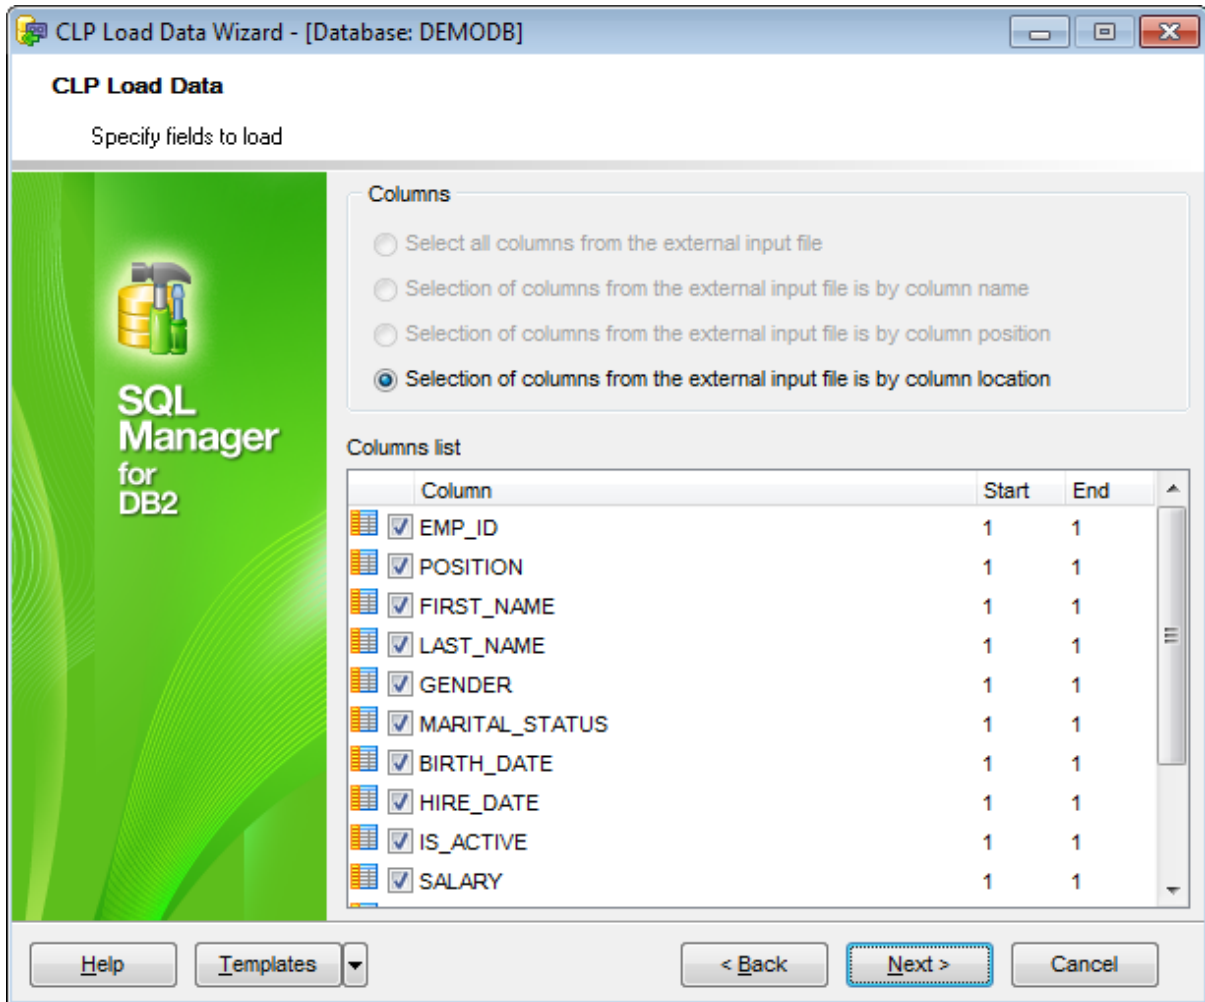 CLP Load Data Wizard - [Database: DEMODB]
CLP Load Data
Specify fields to load
SQL
Manager
for
DB2
Columns
Select all columns from the external input file
Selection of columns from the external input file is by column name
Selection of columns from the external input file is by column position
Selection of columns from the external input file is by column location
Columns list
Column Start End
EMP_ID 1 1
POSITION 1 1
FIRST_NAME 1 1
LAST_NAME 1 1
GENDER 1 1
MARITAL_STATUS 1 1
BIRTH_DATE 1 1
HIRE_DATE 1 1
IS_ACTIVE 1 1
SALARY 1 1
Help Templates < Back Next > Cancel